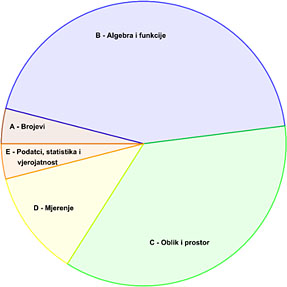 B - Algebra i funkcije
A - Brojevi
E - Podatci, statistika i
vjerojatnost
D - Mjerenje
C - Oblik i prostor